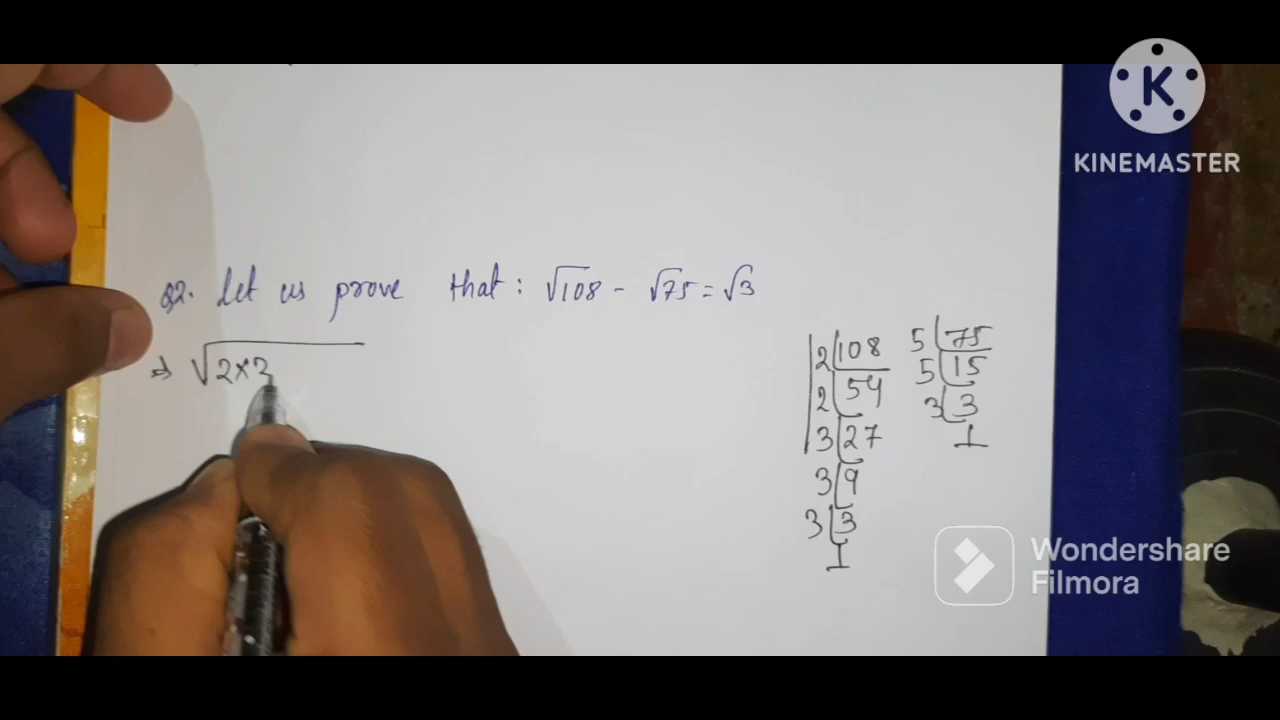 K
KINEMASTER
Q2. Let us prove that: √108 - √75 = √3
⇒ √2×2
2 108
2 54
3 27
3 9
3 3
1
5 75
5 15
3 3
1
Wondershare
Filmora